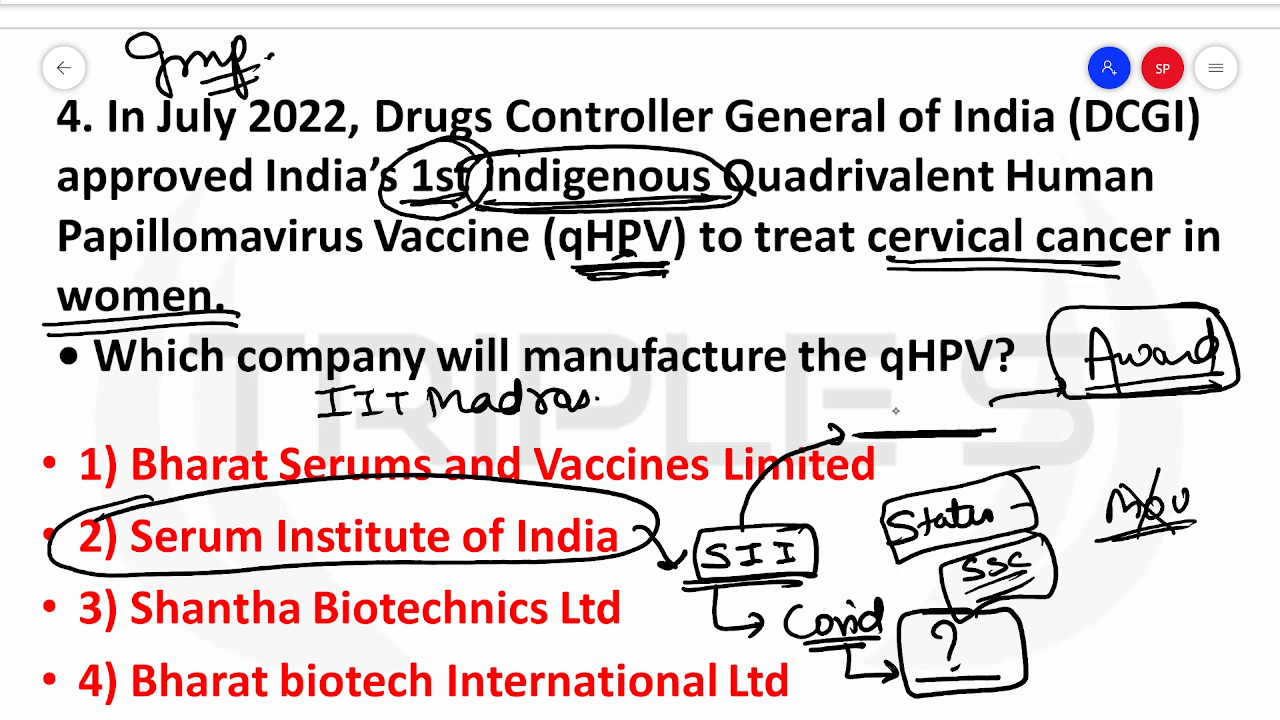 Imp.
SP
4. In July 2022, Drugs Controller General of India (DCGI)
approved India’s 1st Indigenous Quadrivalent Human
Papillomavirus Vaccine (qHPV) to treat cervical cancer in
women.
• Which company will manufacture the qHPV?
Award
IIT Madras.
TRIPLE S
• 1) Bharat Serums and Vaccines Limited
• 2) Serum Institute of India
SII
Status
MOU
SSC
• 3) Shantha Biotechnics Ltd
Covid
?
• 4) Bharat biotech International Ltd